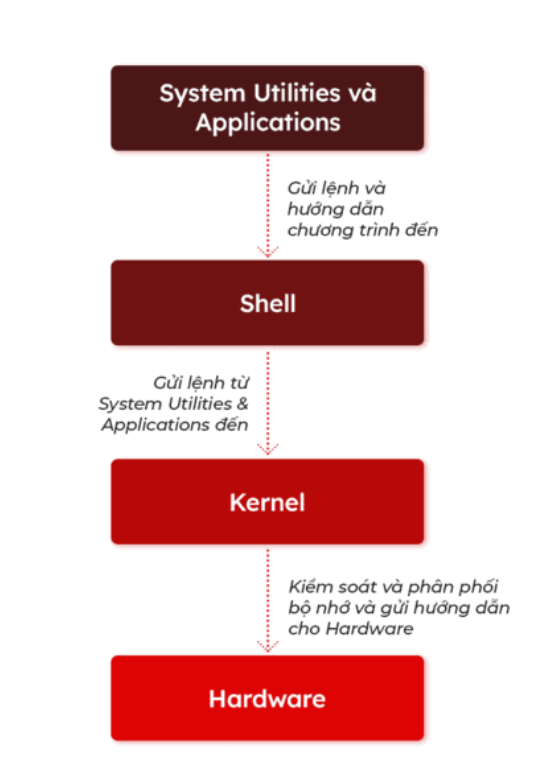 System Utilities và
Applications
Gửi lệnh và
hướng dẫn
chương trình đến
Shell
Gửi lệnh từ
System Utilities &
Applications đến
Kernel
Kiểm soát và phân phối
bộ nhớ và gửi hướng dẫn
cho Hardware
Hardware